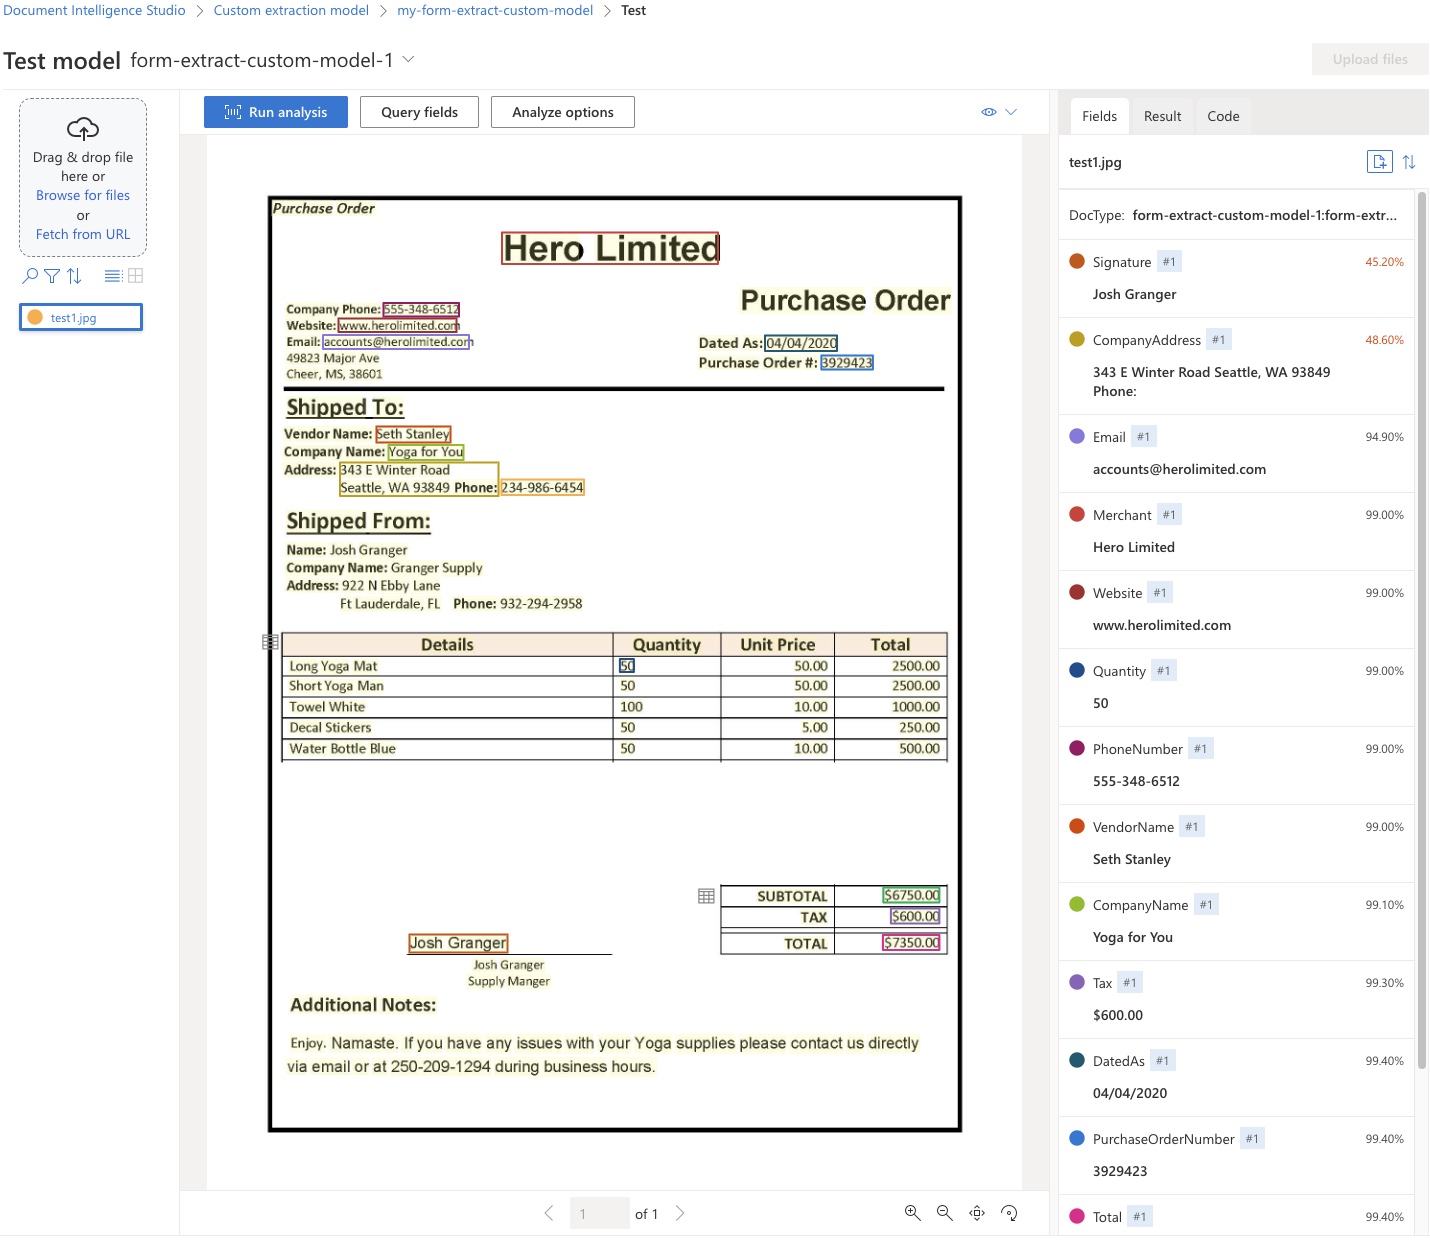 Document Intelligence Studio > Custom extraction model > my-form-extract-custom-model > Test
Test model form-extract-custom-model-1
Upload files
Drag & drop file
here or
Browse for files
or
Fetch from URL
test1.jpg
Run analysis
Query fields
Analyze options
Purchase Order
Hero Limited
Purchase Order
Company Phone: 555-348-6512
Website: www.herolimited.com
Email: accounts@herolimited.com
49823 Major Ave
Cheer, MS, 38601
Dated As: 04/04/2020
Purchase Order #: 3929423
Shipped To:
Vendor Name: Seth Stanley
Company Name: Yoga for You
Address: 343 E Winter Road
Seattle, WA 93849 Phone: 234-986-6454
Shipped From:
Name: Josh Granger
Company Name: Granger Supply
Address: 922 N Ebby Lane
Ft Lauderdale, FL Phone: 932-294-2958
Details Quantity Unit Price Total
Long Yoga Mat 50 50.00 2500.00
Short Yoga Man 50 50.00 2500.00
Towel White 100 10.00 1000.00
Decal Stickers 50 5.00 250.00
Water Bottle Blue 50 10.00 500.00
SUBTOTAL $6750.00
TAX $600.00
TOTAL $7350.00
Josh Granger
Josh Granger
Supply Manger
Additional Notes:
Enjoy. Namaste. If you have any issues with your Yoga supplies please contact us directly
via email or at 250-209-1294 during business hours.
1 of 1
Fields
Result
Code
test1.jpg
DocType: form-extract-custom-model-1:form-extr...
Signature #1 45.20%
Josh Granger
CompanyAddress #1 48.60%
343 E Winter Road Seattle, WA 93849
Phone:
Email #1 94.90%
accounts@herolimited.com
Merchant #1 99.00%
Hero Limited
Website #1 99.00%
www.herolimited.com
Quantity #1 99.00%
50
PhoneNumber #1 99.00%
555-348-6512
VendorName #1 99.00%
Seth Stanley
CompanyName #1 99.10%
Yoga for You
Tax #1 99.30%
$600.00
DatedAs #1 99.40%
04/04/2020
PurchaseOrderNumber #1 99.40%
3929423
Total #1 99.40%